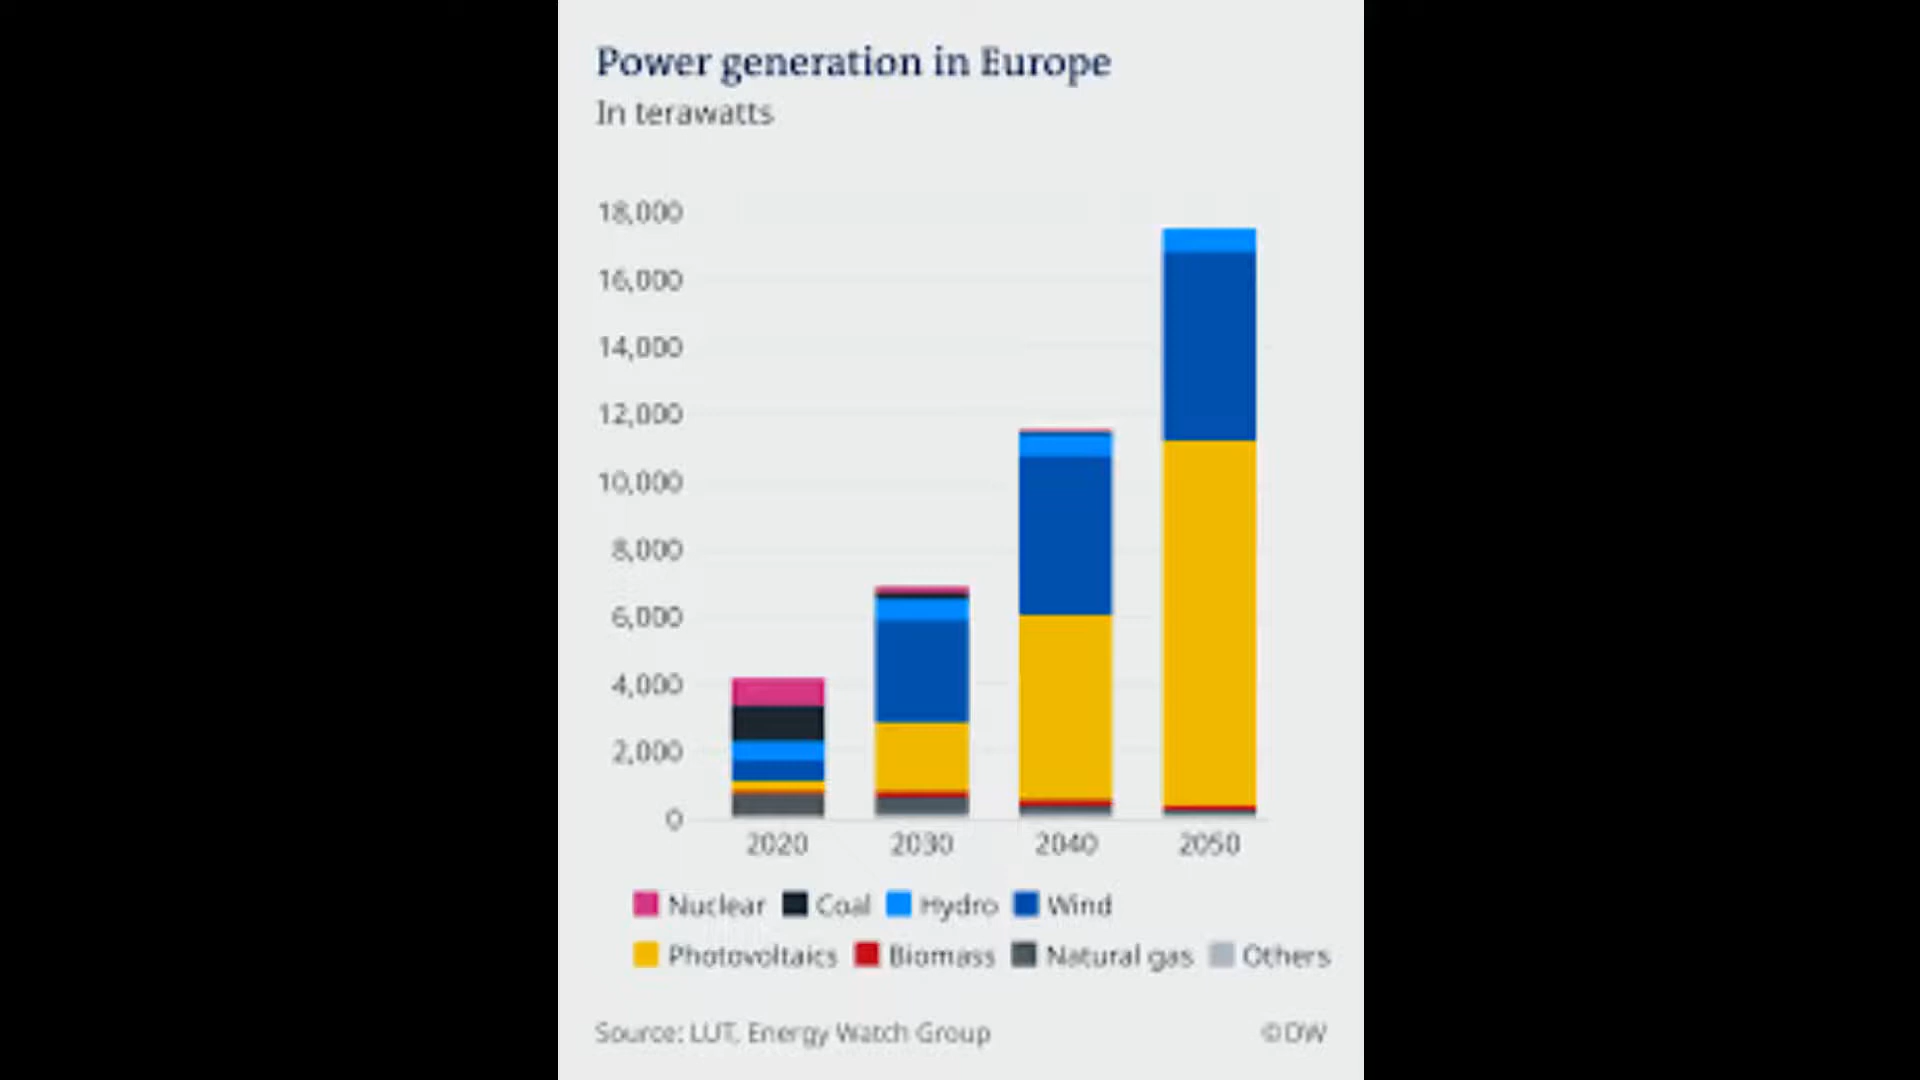 Power generation in Europe
In terawatts
18,000
16,000
14,000
12,000
10,000
8,000
6,000
4,000
2,000
0
2020 2030 2040 2050
Nuclear Coal Hydro Wind
Photovoltaics Biomass Natural gas Others
Source: LUT, Energy Watch Group ©DW